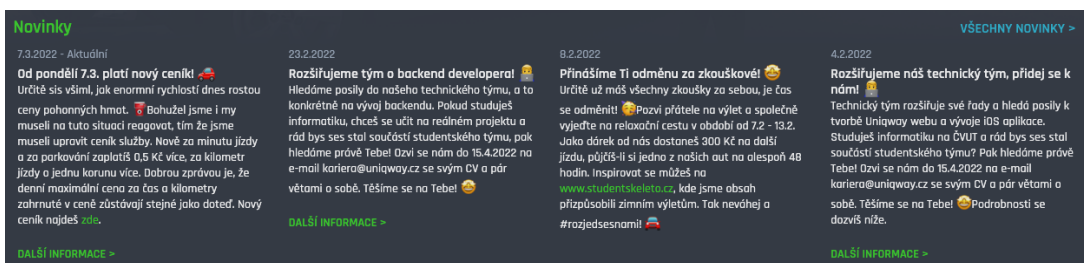 Novinky
VŠECHNY NOVINKY >
7.3.2022 - Aktuální
Od pondělí 7.3. platí nový ceník! 🚗
Určitě sis všiml, jak enormní rychlostí dnes rostou
ceny pohonných hmot. ⛽Bohužel jsme i my
museli na tuto situaci reagovat, tím že jsme
museli upravit ceník služby. Nově za minutu jízdy
a za parkování zaplatíš 0,5 Kč více, za kilometr
jízdy o jednu korunu více. Dobrou zprávou je, že
denní maximální cena za čas a kilometry
zahrnuté v ceně zůstávají stejné jako doteď. Nový
ceník najdeš zde.
DALŠÍ INFORMACE >
23.2.2022
Rozšiřujeme tým o backend developera! 👨‍💻
Hledáme posily do našeho technického týmu, a to
konkrétně na vývoj backendu. Pokud studuješ
informatiku, chceš se učit na reálném projektu a
rád bys ses stal součástí studentského týmu, pak
hledáme právě Tebe! Ozvi se nám do 15.4.2022 na
e-mail kariera@uniqway.cz se svým CV a pár
větami o sobě. Těšíme se na Tebe! 🤩
DALŠÍ INFORMACE >
8.2.2022
Přinášíme Ti odměnu za zkouškové! 🤩
Určitě už máš všechny zkoušky za sebou, je čas
se odměnit! 🥳Pozvi přátele na výlet a společně
vyjeďte na relaxační cestu v období od 7.2 - 13.2.
Jako dárek od nás dostaneš 300 Kč na další
jízdu, půjčíš-li si jedno z našich aut na alespoň 48
hodin. Inspirovat se můžeš na
www.studentskeleto.cz, kde jsme obsah
přizpůsobili zimním výletům. Tak neváhej a
#rozjedsesnami! 🚘
4.2.2022
Rozšiřujeme náš technický tým, přidej se k
nám! 👨‍💻
Technický tým rozšiřuje své řady a hledá posily k
tvorbě Uniqway webu a vývoje iOS aplikace.
Studuješ informatiku na ČVUT a rád bys ses stal
součástí studentského týmu? Pak hledáme právě
Tebe! Ozvi se nám do 15.4.2022 na e-mail
kariera@uniqway.cz se svým CV a pár větami o
sobě. Těšíme se na Tebe! 🤩Podrobnosti se
dozvíš níže.
DALŠÍ INFORMACE >